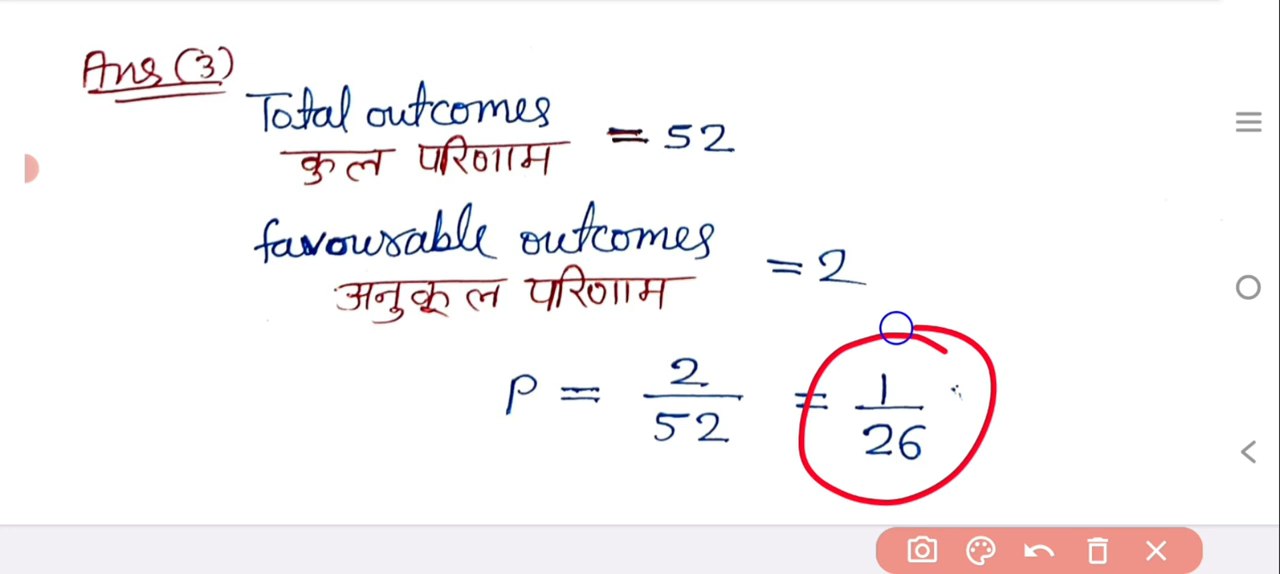 Ans (3)
Total outcomes
कुल परिणाम = 52
favourable outcomes
अनुकूल परिणाम = 2
P = 2/52 = 1/26